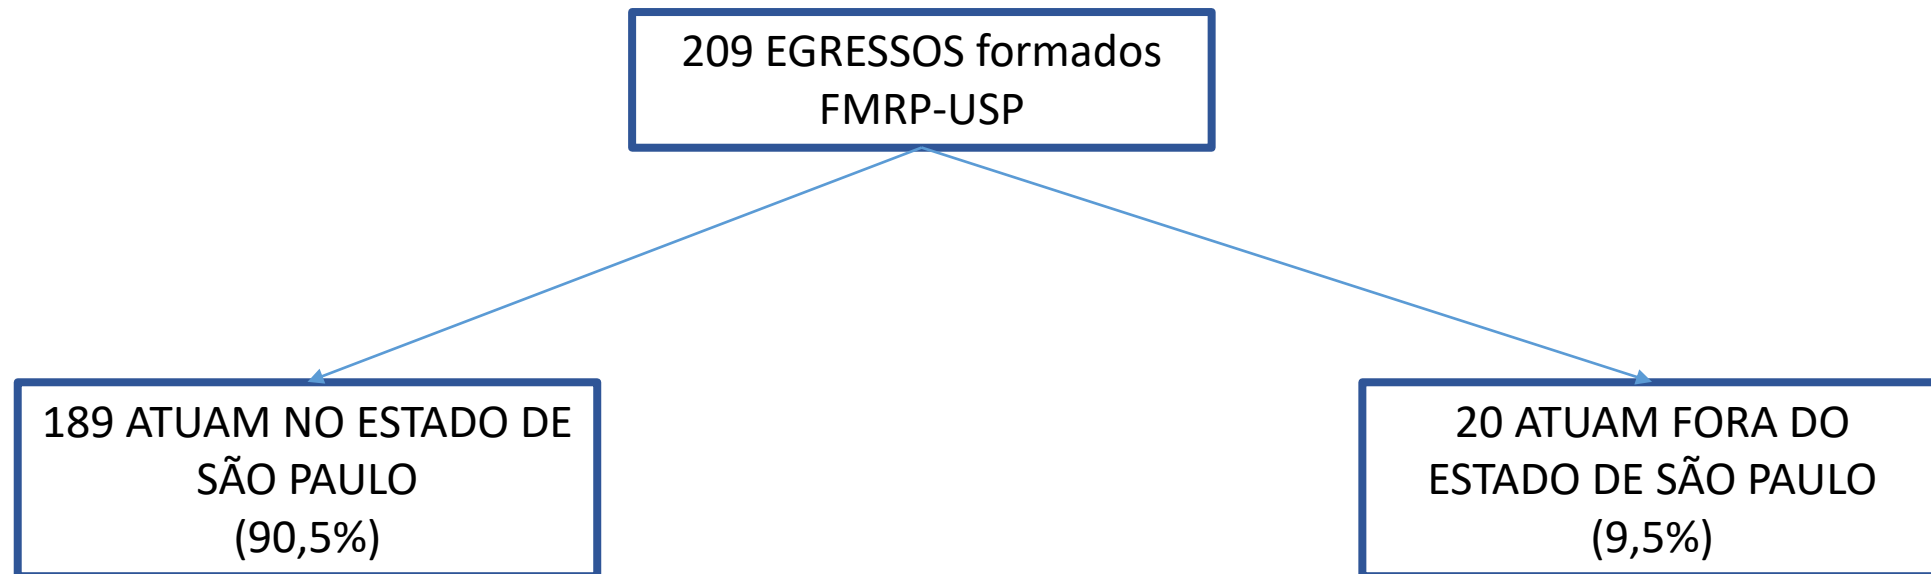 209 EGRESSOS formados
FMRP-USP
189 ATUAM NO ESTADO DE
SÃO PAULO
(90,5%)
20 ATUAM FORA DO
ESTADO DE SÃO PAULO
(9,5%)